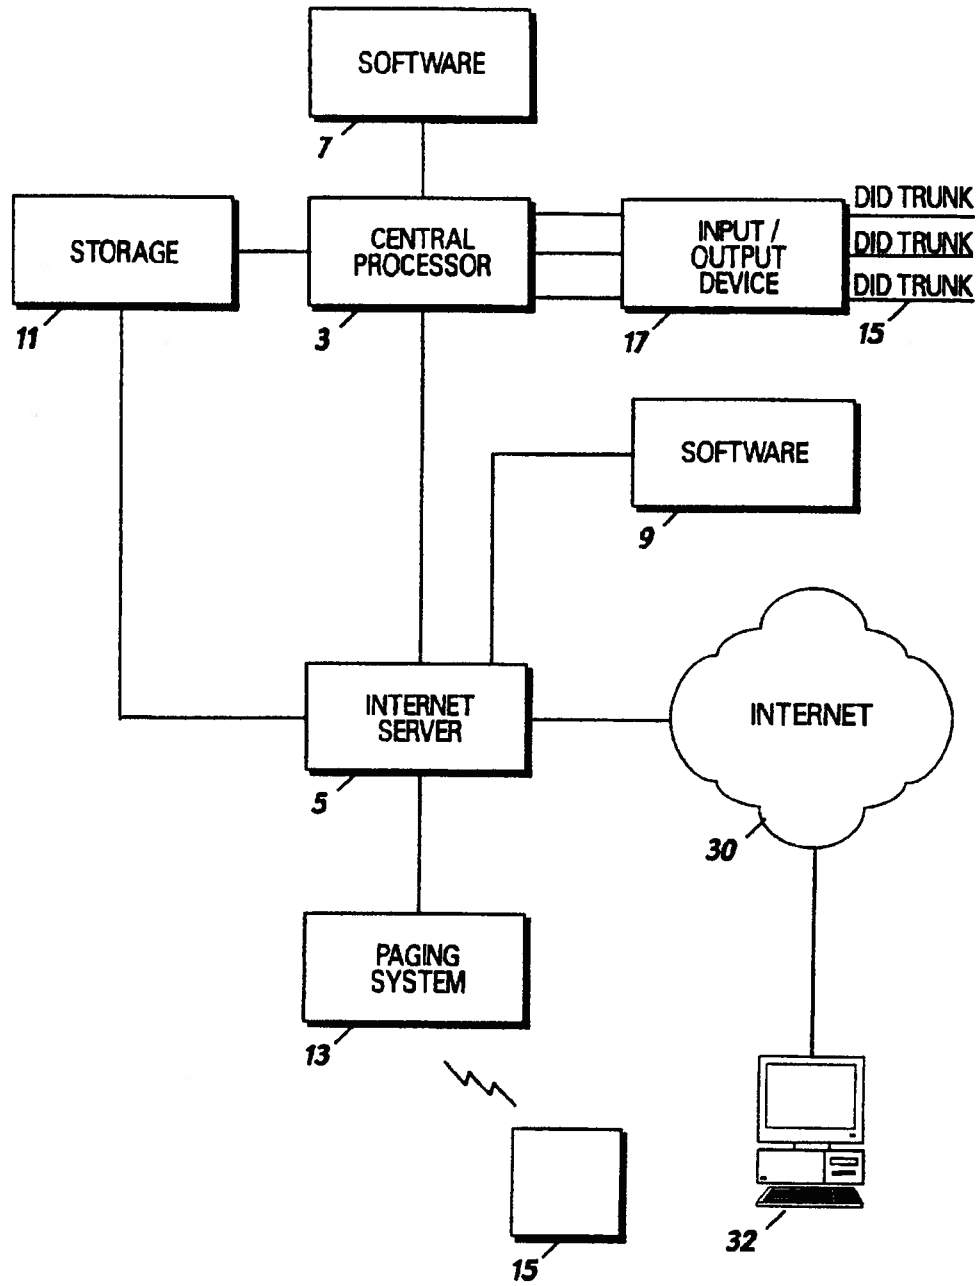 SOFTWARE
7
STORAGE
11
CENTRAL
PROCESSOR
3
INPUT /
OUTPUT
DEVICE
17
DID TRUNK
DID TRUNK
DID TRUNK
15
SOFTWARE
9
INTERNET
SERVER
5
INTERNET
30
PAGING
SYSTEM
13
15
32